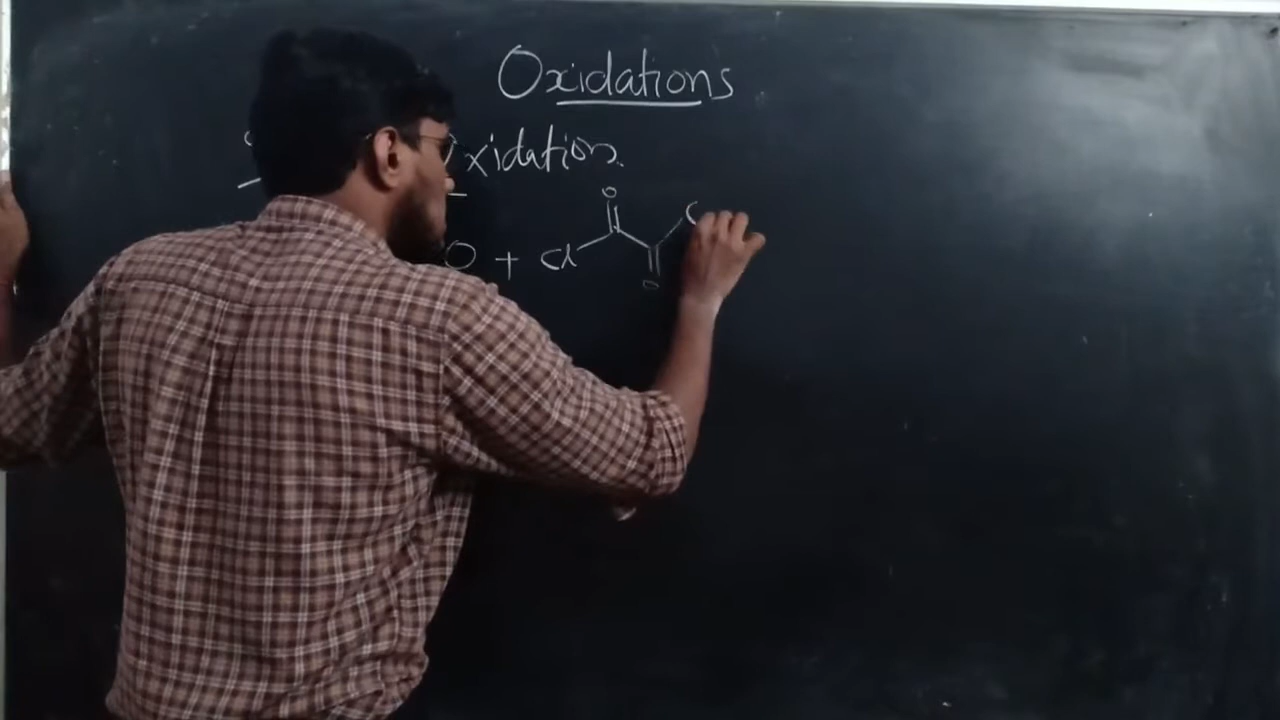 Oxidations
xidation.
O + Cl
O
O
C